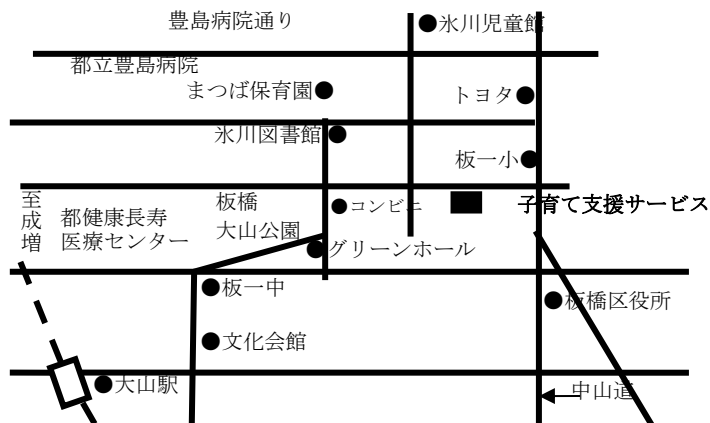 豊島病院通り
●氷川児童館
都立豊島病院
まつば保育園●
トヨタ●
氷川図書館●
板一小●
至成増
都健康長寿
医療センター
板橋
大山公園
●コンビニ
子育て支援サービス
●グリーンホール
●板一中
●板橋区役所
●文化会館
●大山駅
中山道